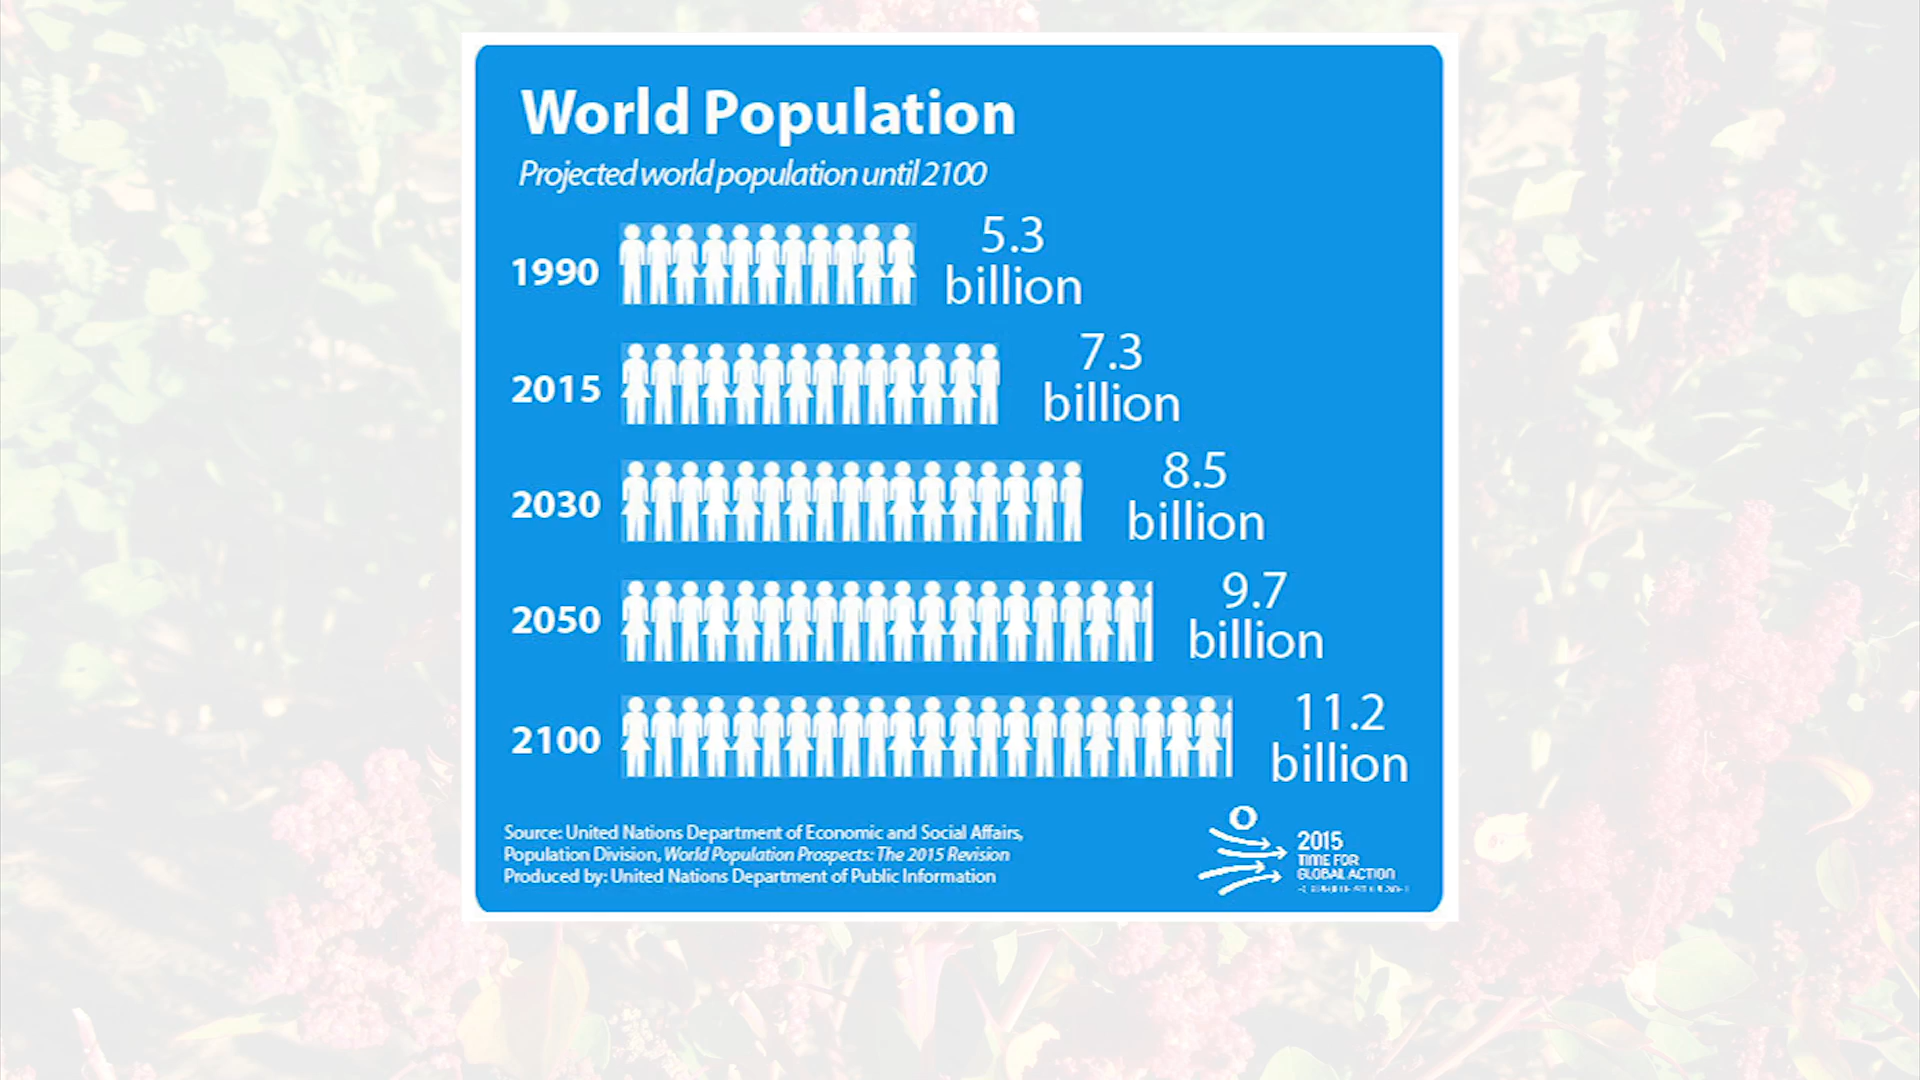 World Population
Projected world population until 2100
1990
5.3
billion
2015
7.3
billion
2030
8.5
billion
2050
9.7
billion
2100
11.2
billion
Source: United Nations Department of Economic and Social Affairs,
Population Division, World Population Prospects: The 2015 Revision
Produced by: United Nations Department of Public Information
2015
TIME FOR
GLOBAL ACTION